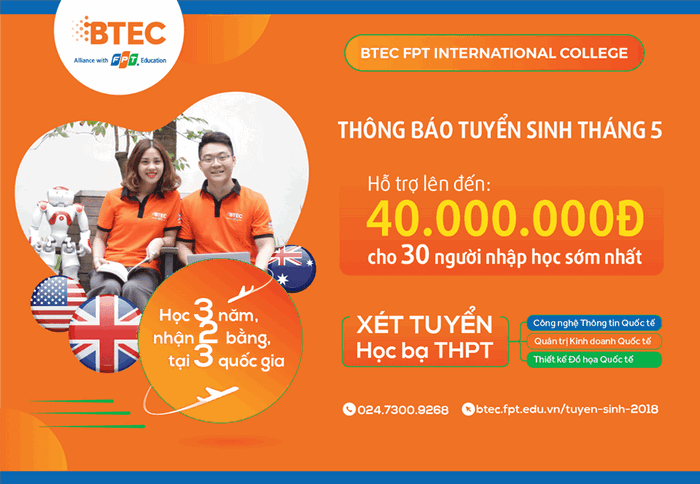 BTEC
Alliance with FPT Education
BTEC FPT INTERNATIONAL COLLEGE
THÔNG BÁO TUYỂN SINH THÁNG 5
Hỗ trợ lên đến:
40.000.000Đ
cho 30 người nhập học sớm nhất
BTEC
BTEC
Học 3 năm,
nhận 2 bằng,
tại 3 quốc gia
XÉT TUYỂN
Học bạ THPT
Công nghệ Thông tin Quốc tế
Quản trị Kinh doanh Quốc tế
Thiết kế Đồ họa Quốc tế
024.7300.9268
btec.fpt.edu.vn/tuyen-sinh-2018